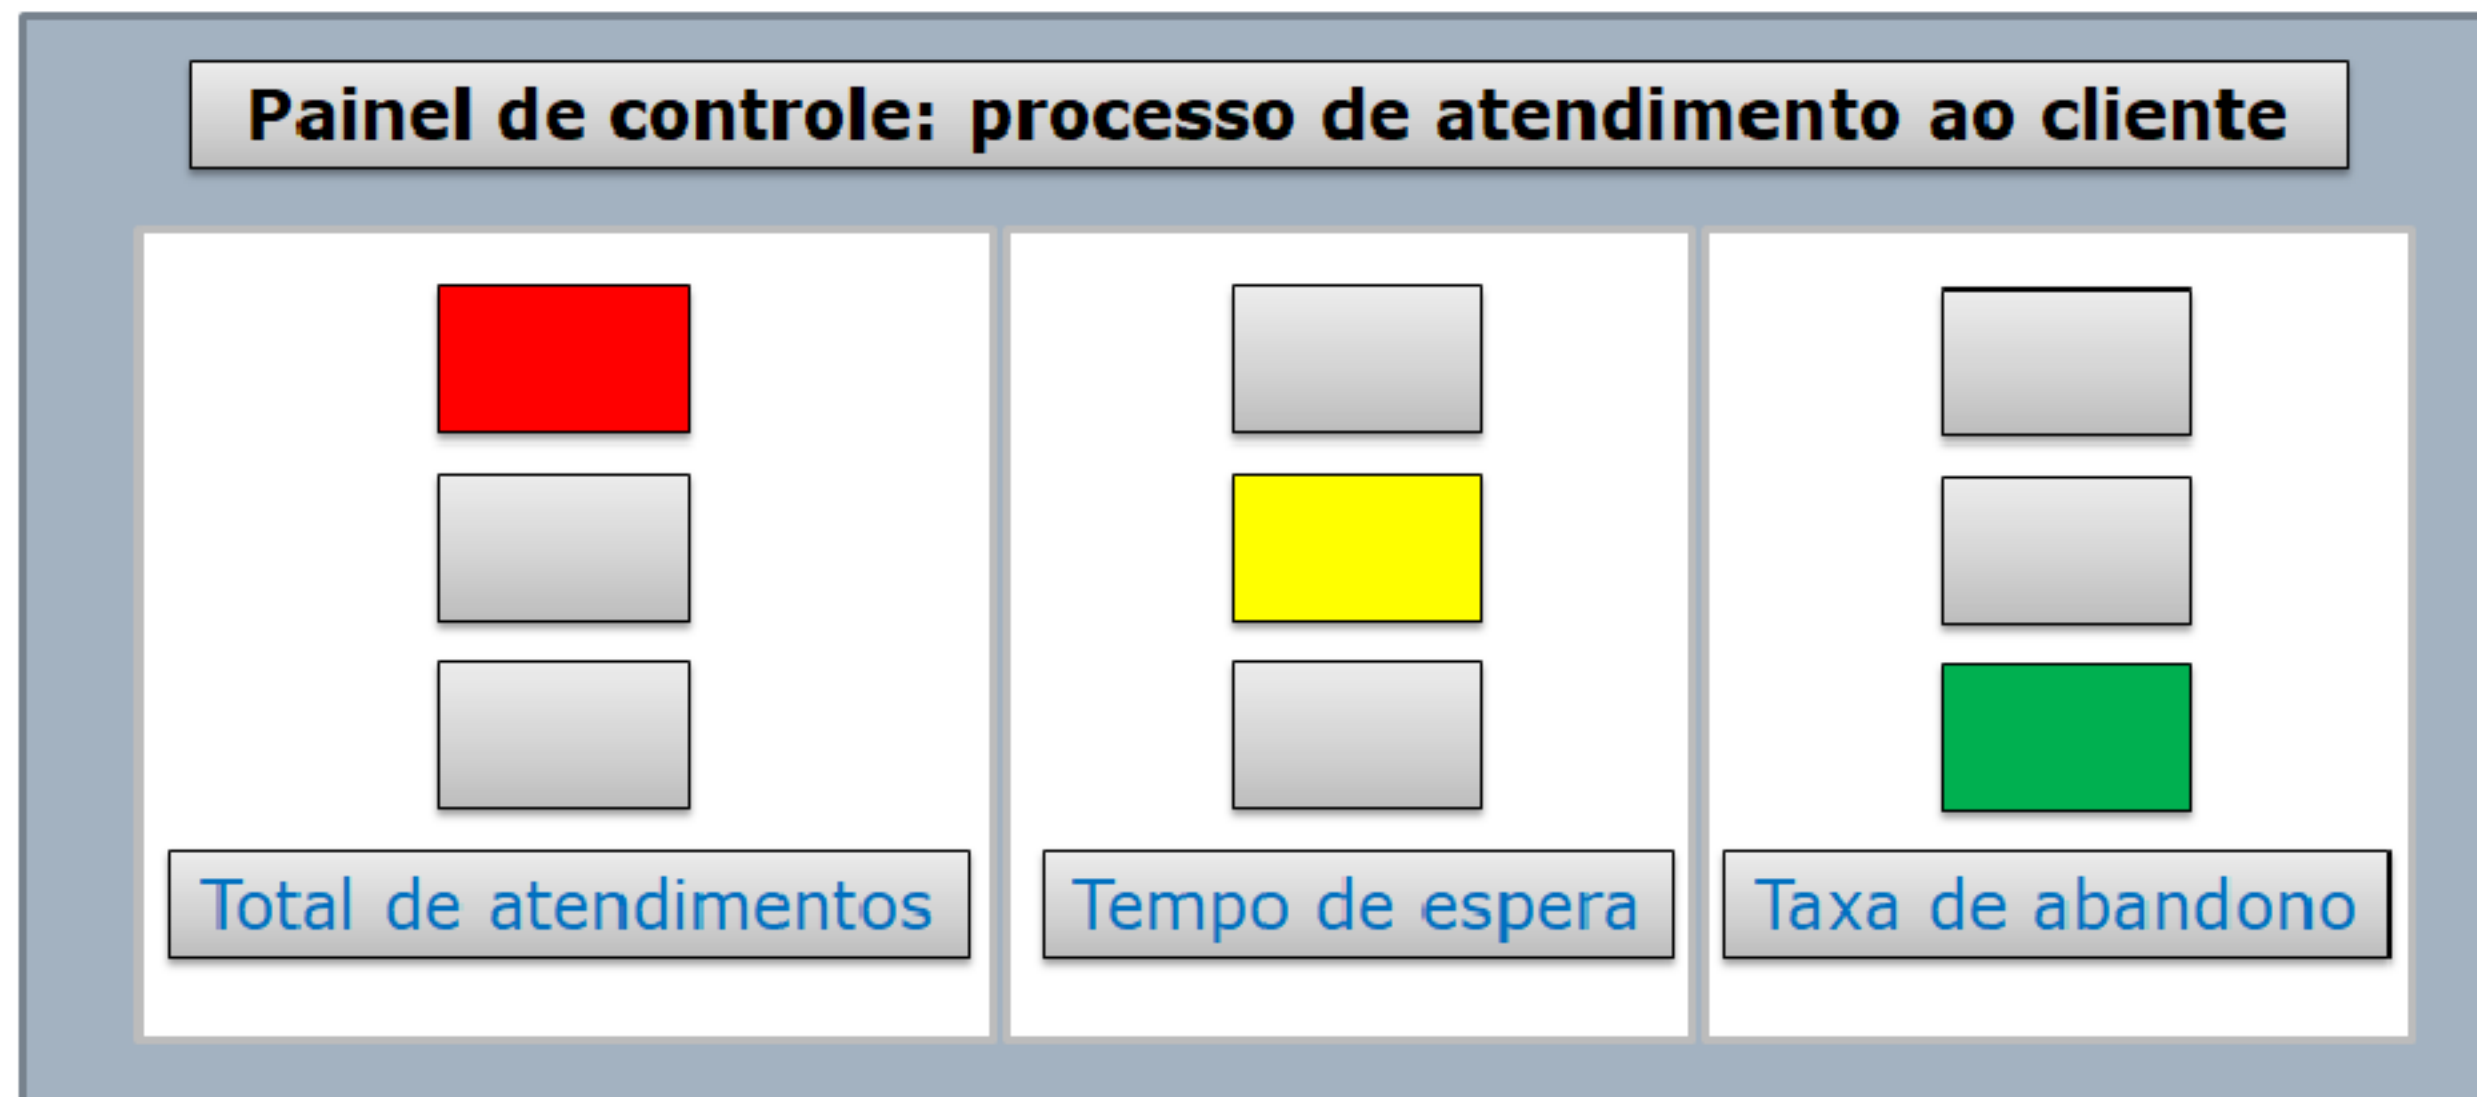 Painel de controle: processo de atendimento ao cliente
Total de atendimentos
Tempo de espera
Taxa de abandono